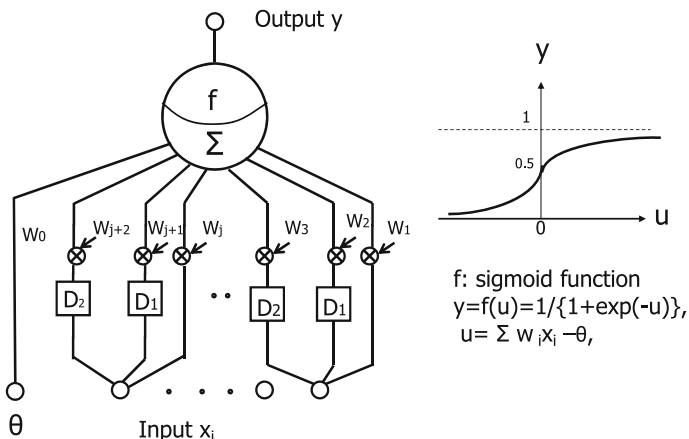 Output y
f
Σ
W0
Wj+2
Wj+1
Wj
W3
W2
W1
D2
D1
. .
D2
D1
θ
. . . .
Input xi
y
1
0.5
0
u
f: sigmoid function
y=f(u)=1/{1+exp(-u)},
u= Σ wixi −θ,